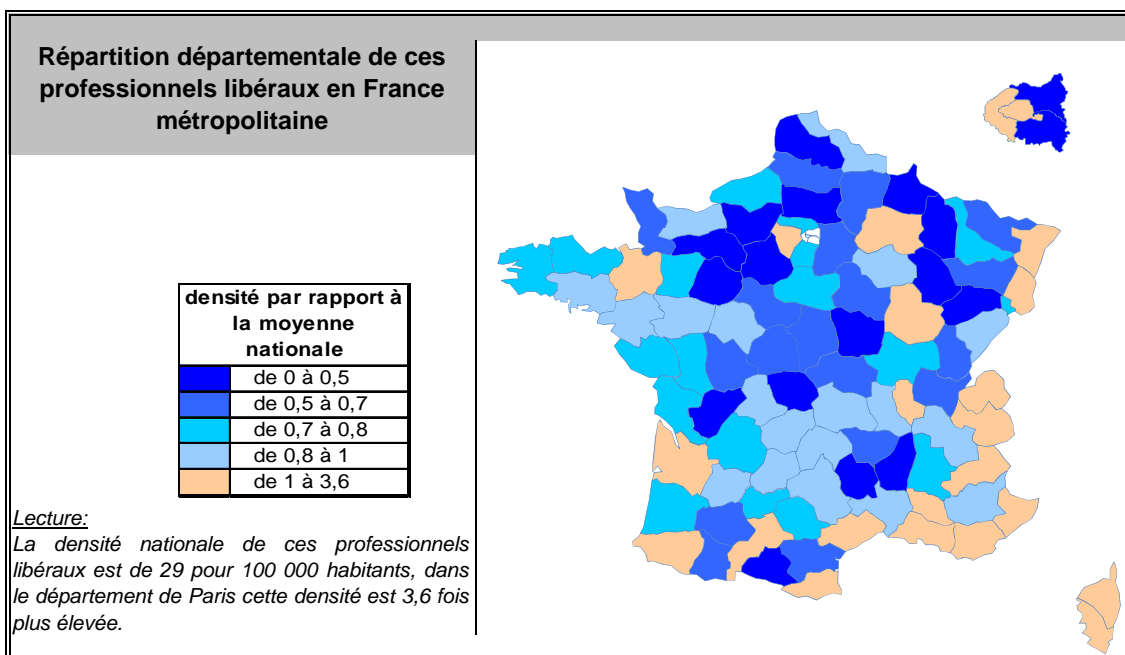 Répartition départementale de ces
professionnels libéraux en France
métropolitaine
densité par rapport à
la moyenne
nationale
de 0 à 0,5
de 0,5 à 0,7
de 0,7 à 0,8
de 0,8 à 1
de 1 à 3,6
Lecture:
La densité nationale de ces professionnels
libéraux est de 29 pour 100 000 habitants, dans
le département de Paris cette densité est 3,6 fois
plus élevée.